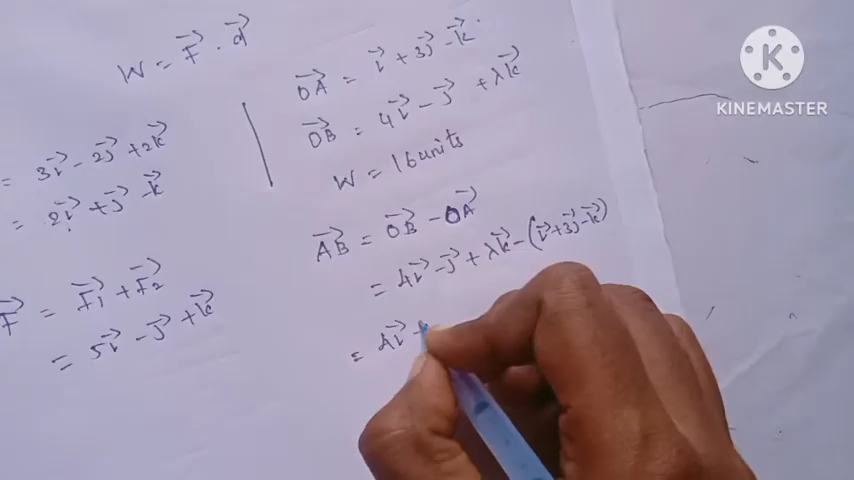 W = F⃗ . d⃗
= 3i⃗ - 2j⃗ + 2k⃗
= 2i⃗ + j⃗ - k⃗
F⃗ = F⃗₁ + F⃗₂
= 5i⃗ - j⃗ + k⃗
OA⃗ = i⃗ + 3j⃗ - k⃗.
OB⃗ = 4i⃗ - j⃗ + λk⃗
W = 16 units
AB⃗ = OB⃗ - OA⃗
= 4i⃗ - j⃗ + λk⃗ - (i⃗ + 3j⃗ - k⃗)
= 4i⃗
KINEMASTER